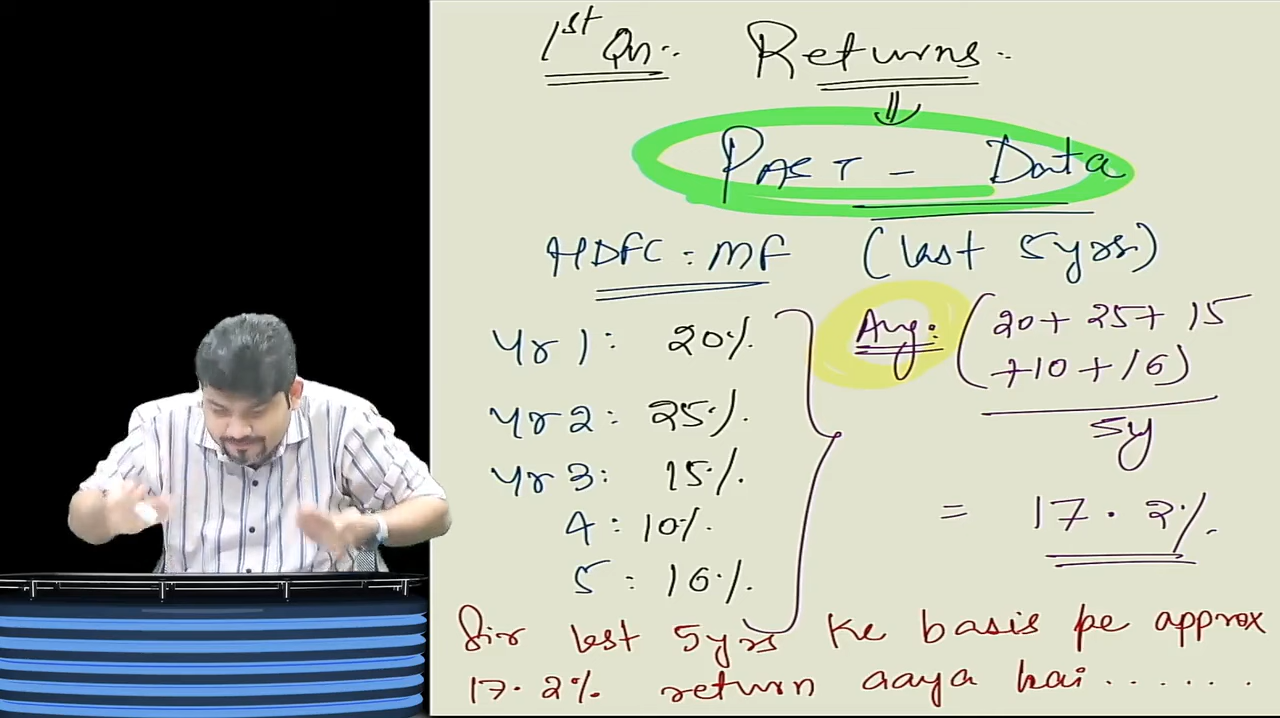 1st Qn:. Returns:
⇓
PAST - Data
HDFC : MF (last 5yrs)
Yr 1: 20%
Yr 2: 25%
Yr 3: 15%
4: 10%
5: 16%
Avg: (20+ 25+ 15
+10 +16)
5y
= 17.2%
Sir last 5yrs Ke basis pe approx
17.2% return aaya hai......